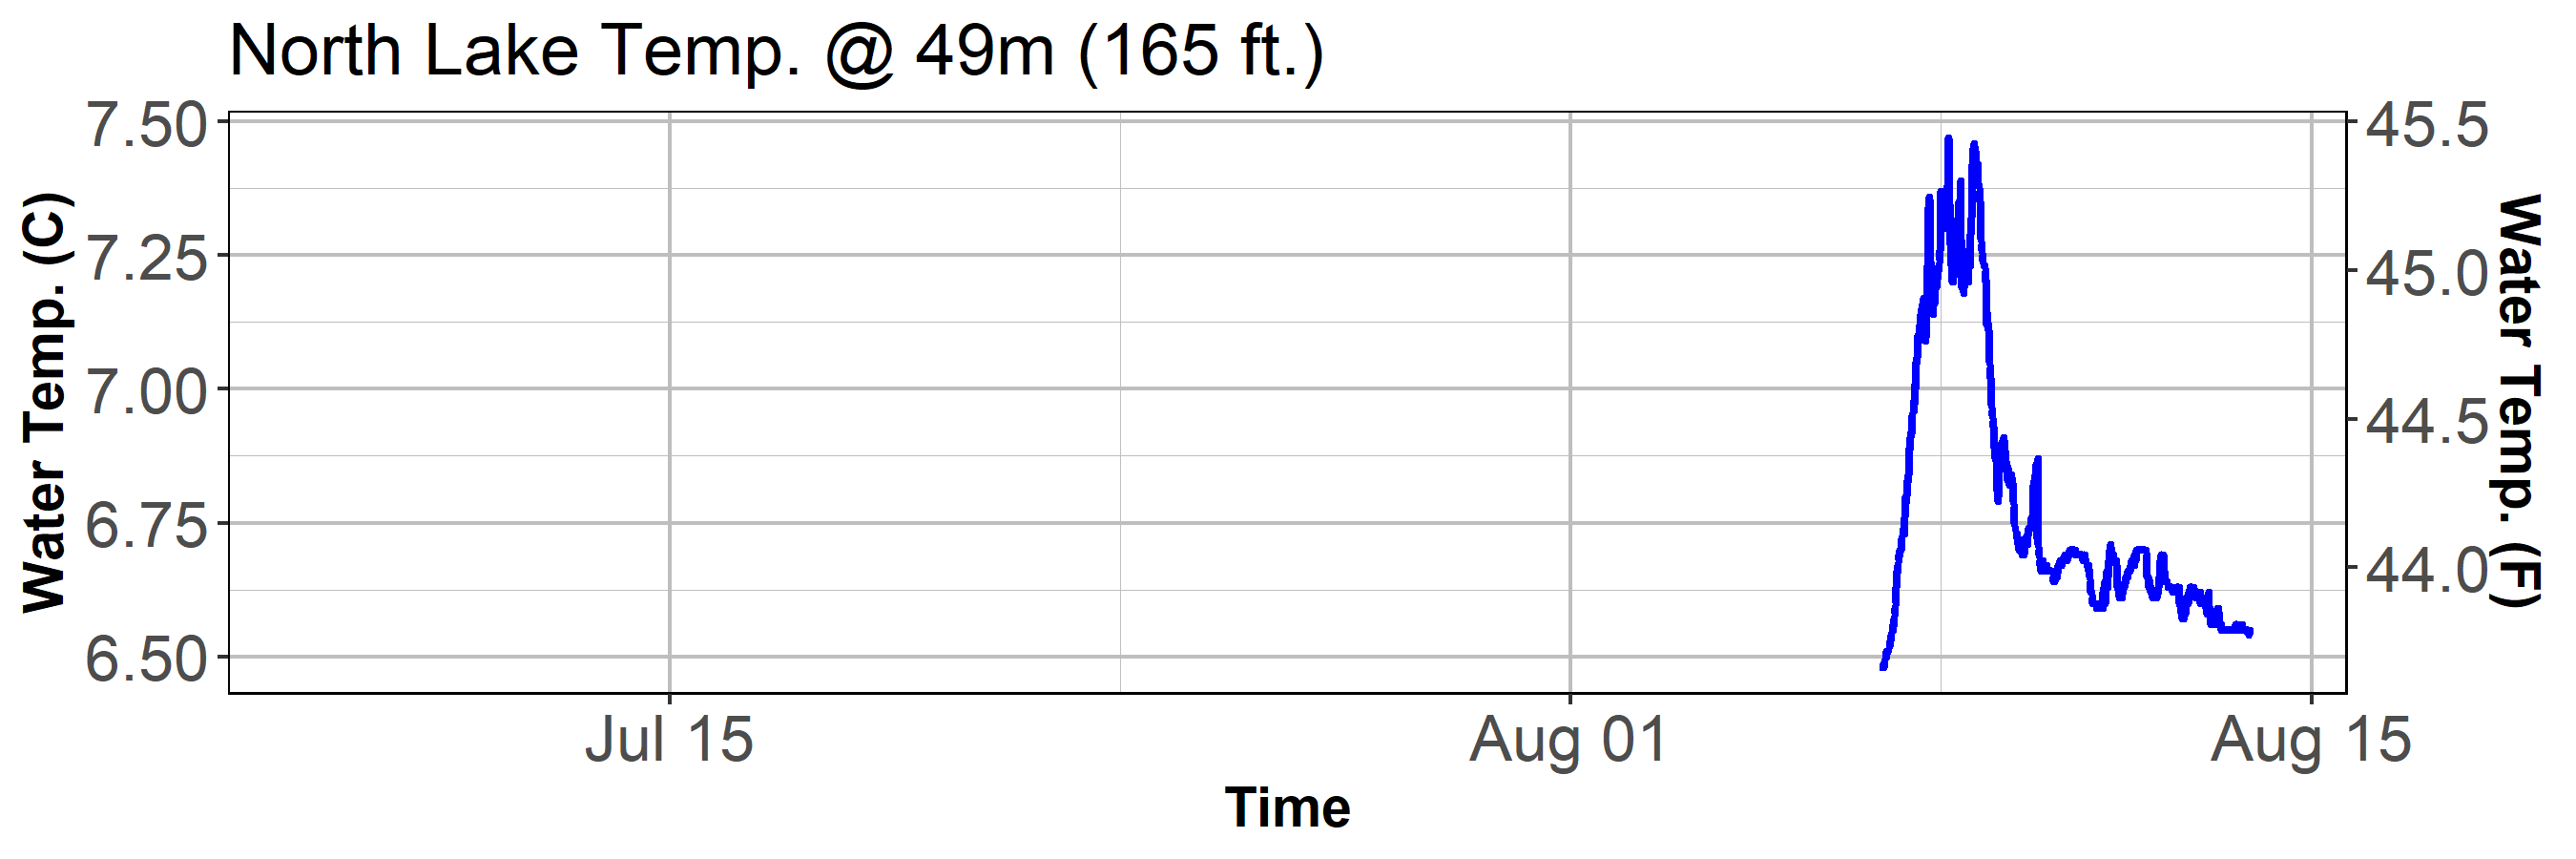 North Lake Temp. @ 49m (165 ft.)
7.50
7.25
7.00
6.75
6.50
Water Temp. (C)
45.5
45.0
44.5
44.0
Water Temp. (F)
Jul 15
Aug 01
Aug 15
Time